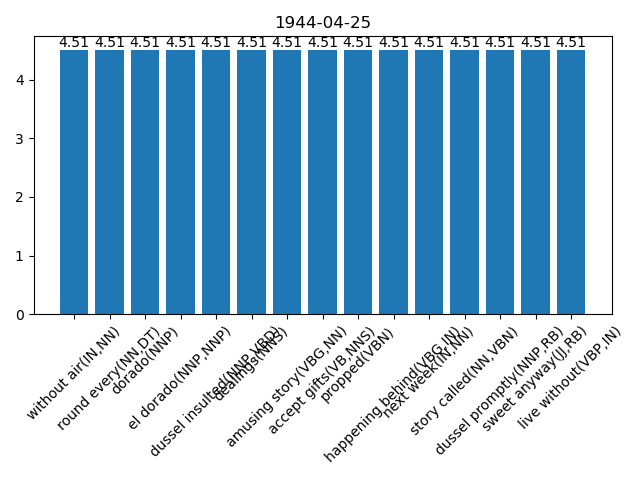 1944-04-25
4.51 4.51 4.51 4.51 4.51 4.51 4.51 4.51 4.51 4.51 4.51 4.51 4.51 4.51 4.51
4
3
2
1
0
without air(IN,NN)
round every(NN,DT)
dorado(NNP)
el dorado(NNP,NNP)
dussel insulted(NNP,VBD)
dealings(NNS)
amusing story(VBG,NN)
accept gifts(VB,NNS)
propped(VBN)
happening behind(VBG,IN)
next week(IN,NN)
story called(NN,VBN)
dussel promptly(NNP,RB)
sweet anyway(JJ,RB)
live without(VBP,IN)